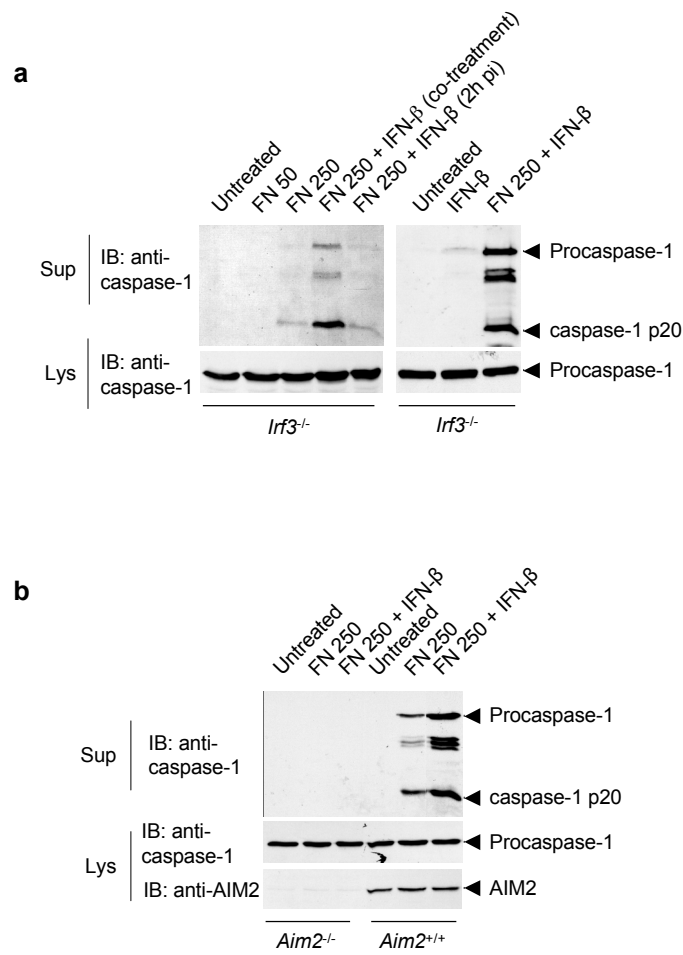 a
Untreated
FN 50
FN 250
FN 250 + IFN-β (co-treatment)
FN 250 + IFN-β (2h pi)
Untreated
IFN-β
FN 250 + IFN-β
Sup
IB: anti-
caspase-1
Procaspase-1
caspase-1 p20
Lys
IB: anti-
caspase-1
Procaspase-1
Irf3-/-
Irf3-/-
b
Untreated
FN 250
FN 250 + IFN-β
Untreated
FN 250
FN 250 + IFN-β
Sup
IB: anti-
caspase-1
Procaspase-1
caspase-1 p20
Lys
IB: anti-
caspase-1
Procaspase-1
IB: anti-AIM2
AIM2
Aim2-/-
Aim2+/+